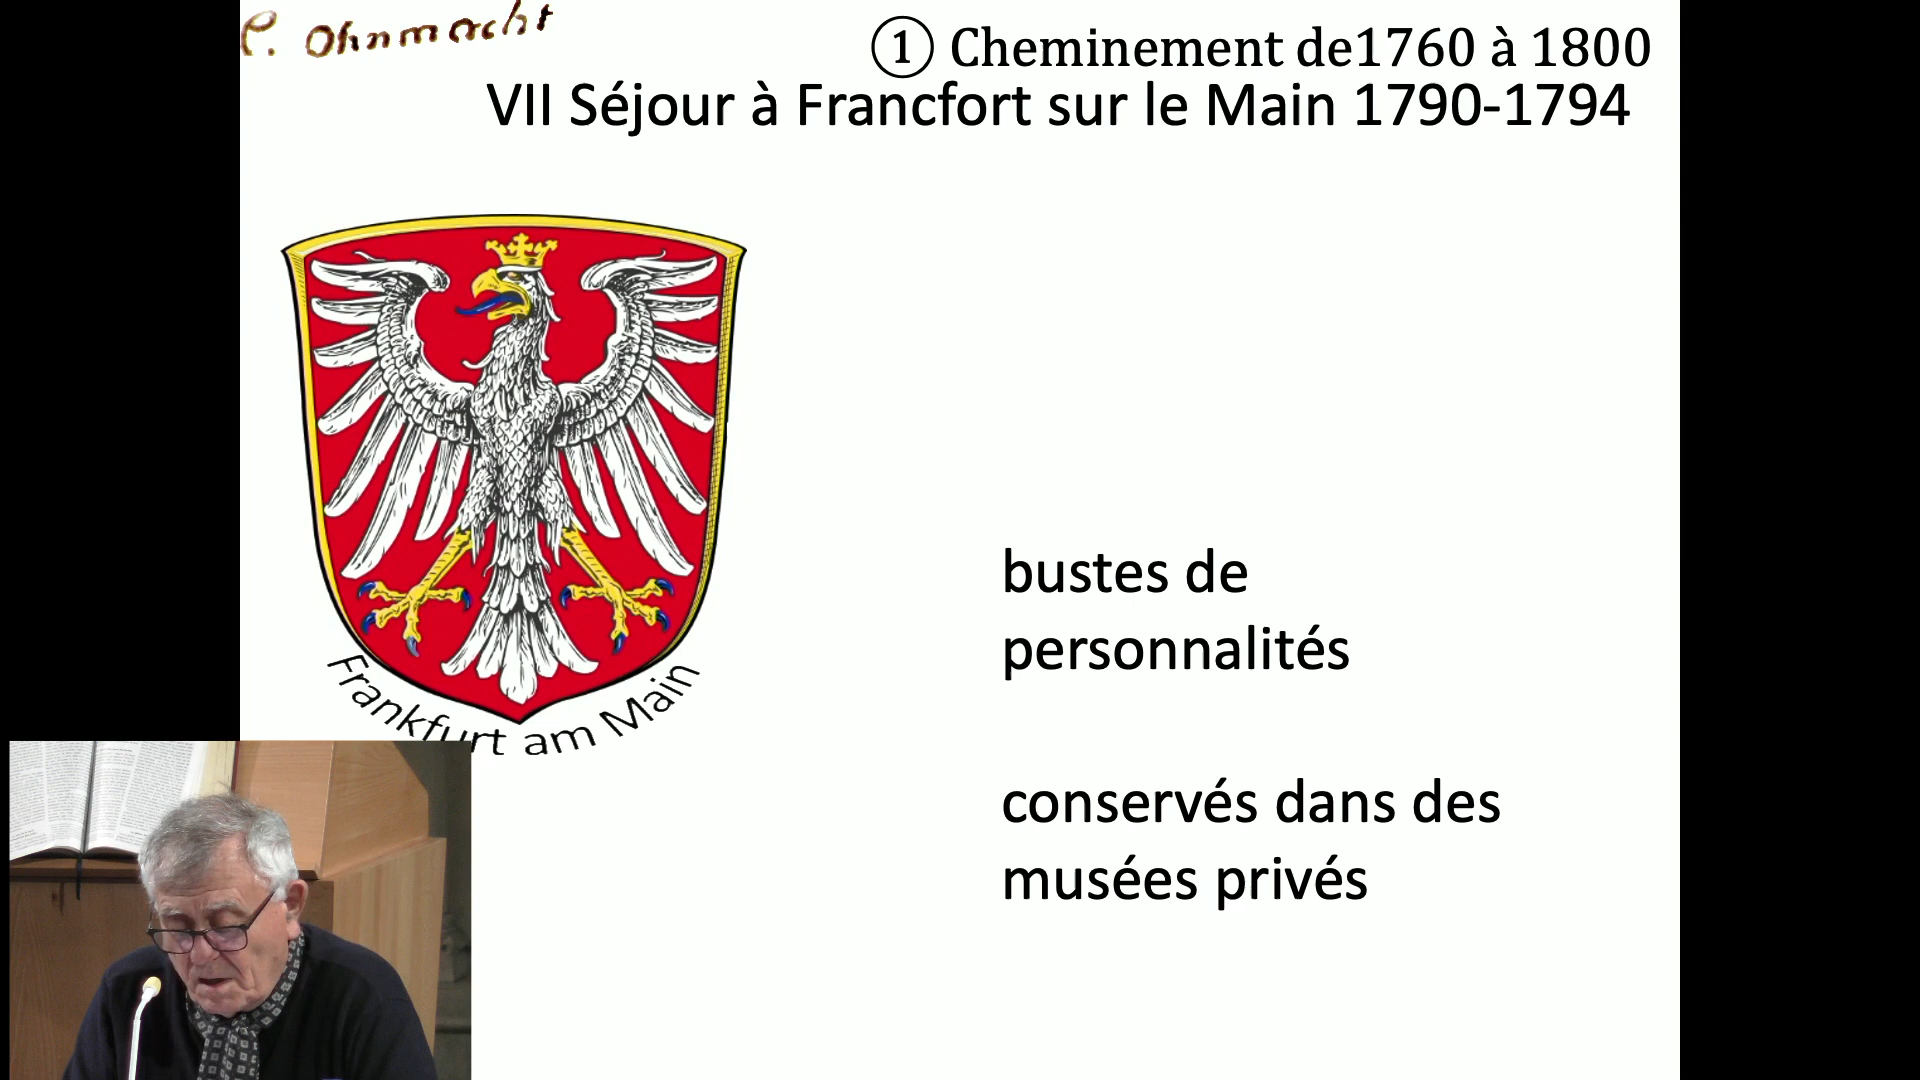 L. Ohnmacht
① Cheminement de1760 à 1800
VII Séjour à Francfort sur le Main 1790-1794
Frankfurt am Main
bustes de
personnalités
conservés dans des
musées privés